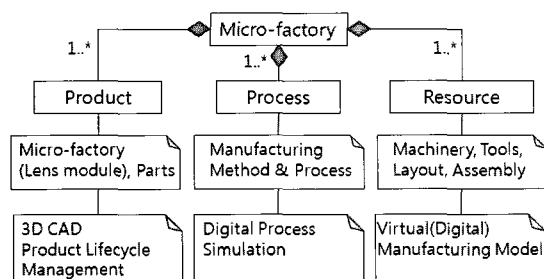 Micro-factory
1..*
1..*
1..*
Product
Process
Resource
Micro-factory
(Lens module), Parts
Manufacturing
Method & Process
Machinery, Tools,
Layout, Assembly
3D CAD
Product Lifecycle
Management
Digital Process
Simulation
Virtual(Digital)
Manufacturing Model